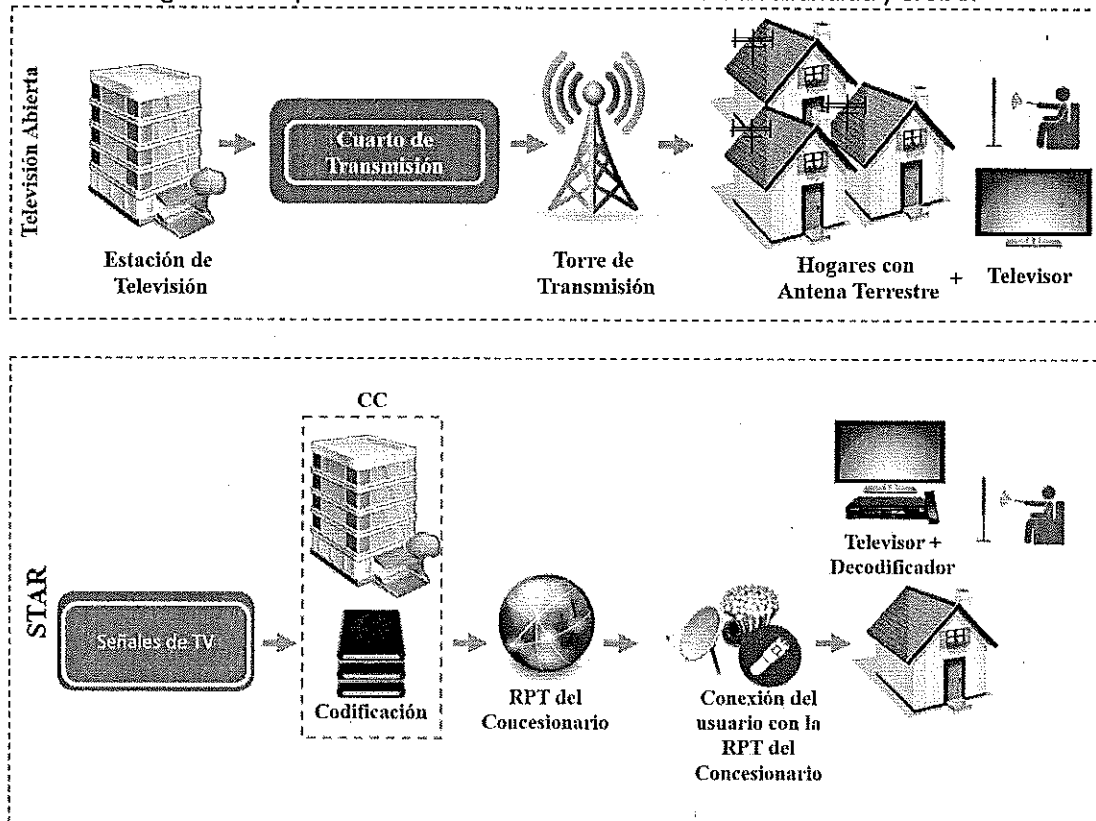 Televisión Abierta
Cuarto de
Transmisión
Estación de
Televisión
Torre de
Transmisión
Hogares con
Antena Terrestre
+
Televisor
STAR
CC
Señales de TV
Codificación
RPT del
Concesionario
Conexión del
usuario con la
RPT del
Concesionario
Televisor +
Decodificador